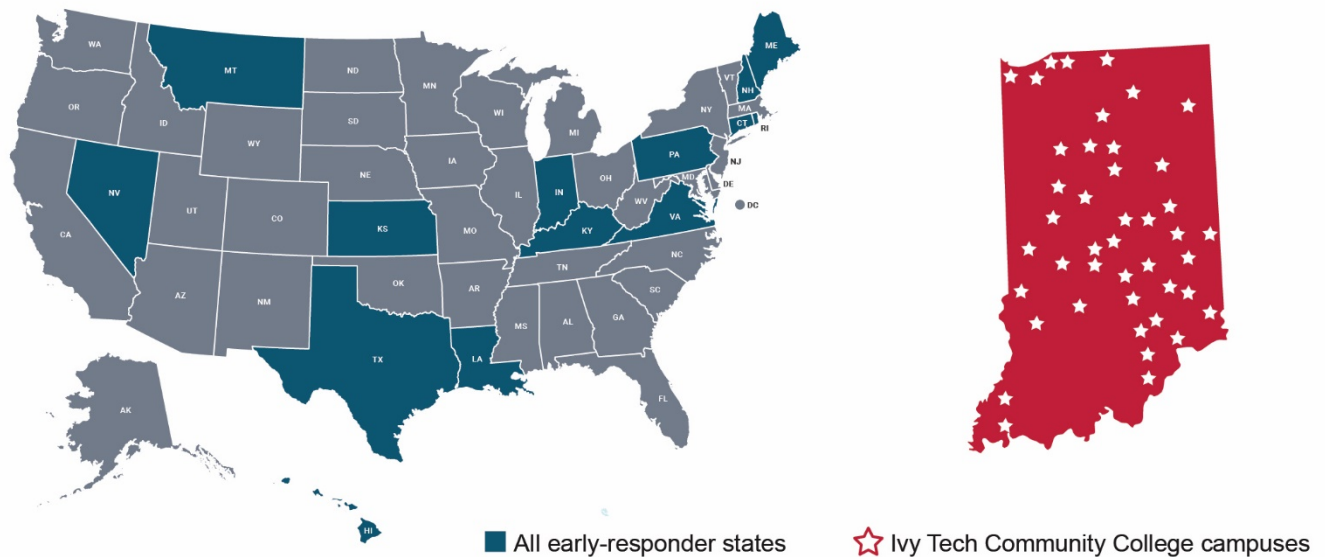 WA
MT
ND
MN
ME
VT
NH
OR
ID
WY
SD
WI
MI
NY
MA
CT
RI
NV
UT
CO
NE
IA
IL
IN
OH
PA
NJ
MD
DE
DC
CA
KS
MO
KY
WV
VA
AZ
NM
OK
AR
TN
NC
SC
TX
LA
MS
AL
GA
FL
AK
HI
All early-responder states
Ivy Tech Community College campuses